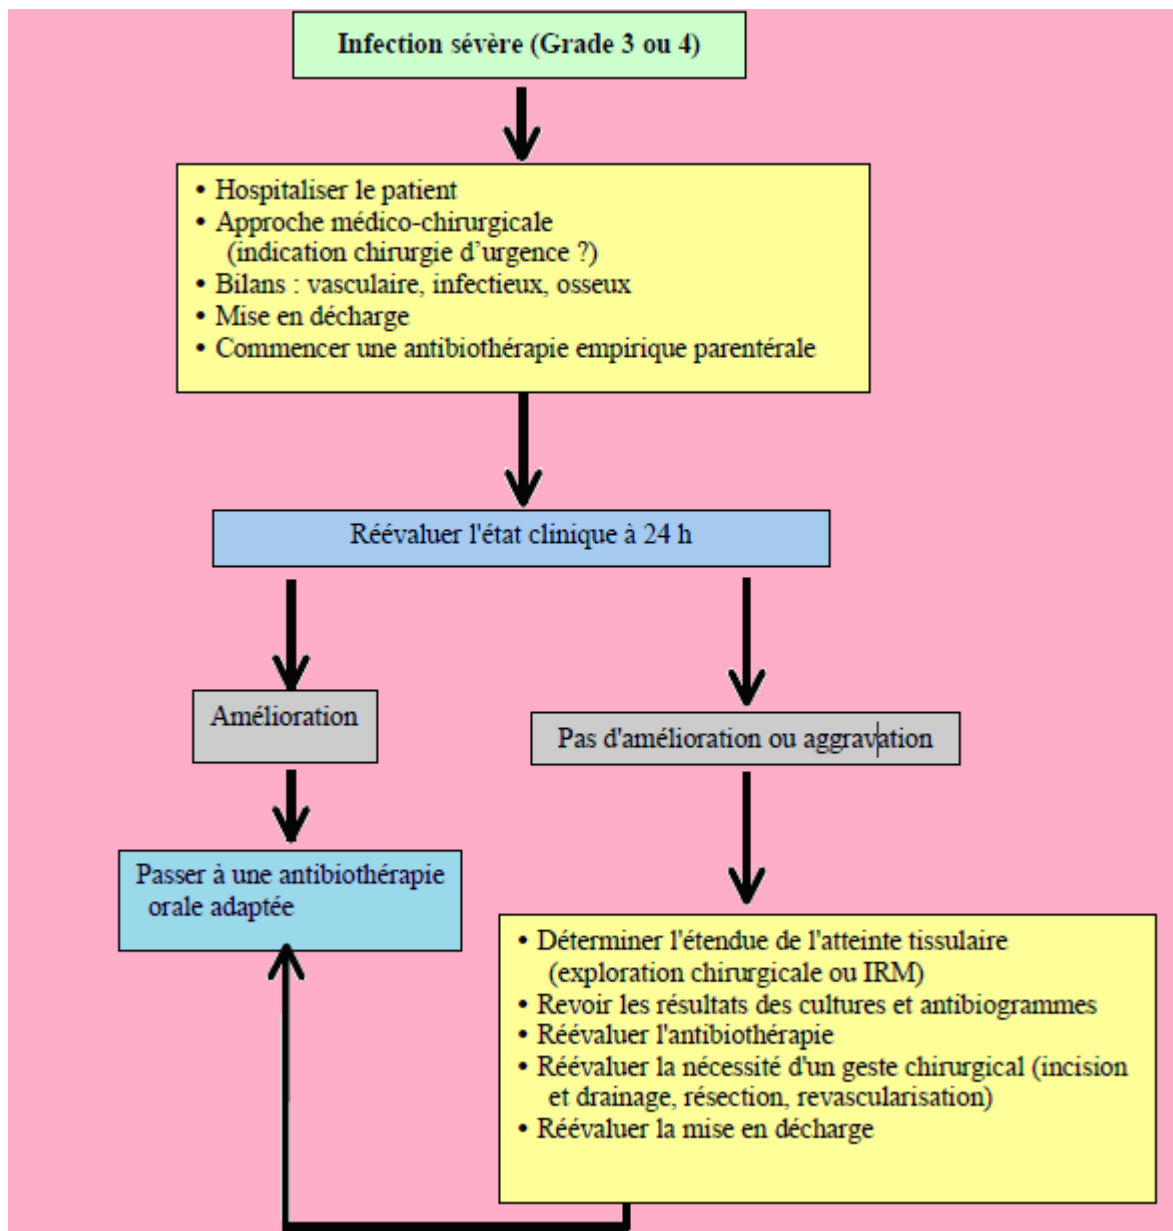 Infection sévère (Grade 3 ou 4)
• Hospitaliser le patient
• Approche médico-chirurgicale
(indication chirurgie d’urgence ?)
• Bilans : vasculaire, infectieux, osseux
• Mise en décharge
• Commencer une antibiothérapie empirique parentérale
Réévaluer l'état clinique à 24 h
Amélioration
Pas d'amélioration ou aggravation
Passer à une antibiothérapie
orale adaptée
• Déterminer l'étendue de l'atteinte tissulaire
(exploration chirurgicale ou IRM)
• Revoir les résultats des cultures et antibiogrammes
• Réévaluer l'antibiothérapie
• Réévaluer la nécessité d'un geste chirurgical (incision
et drainage, résection, revascularisation)
• Réévaluer la mise en décharge